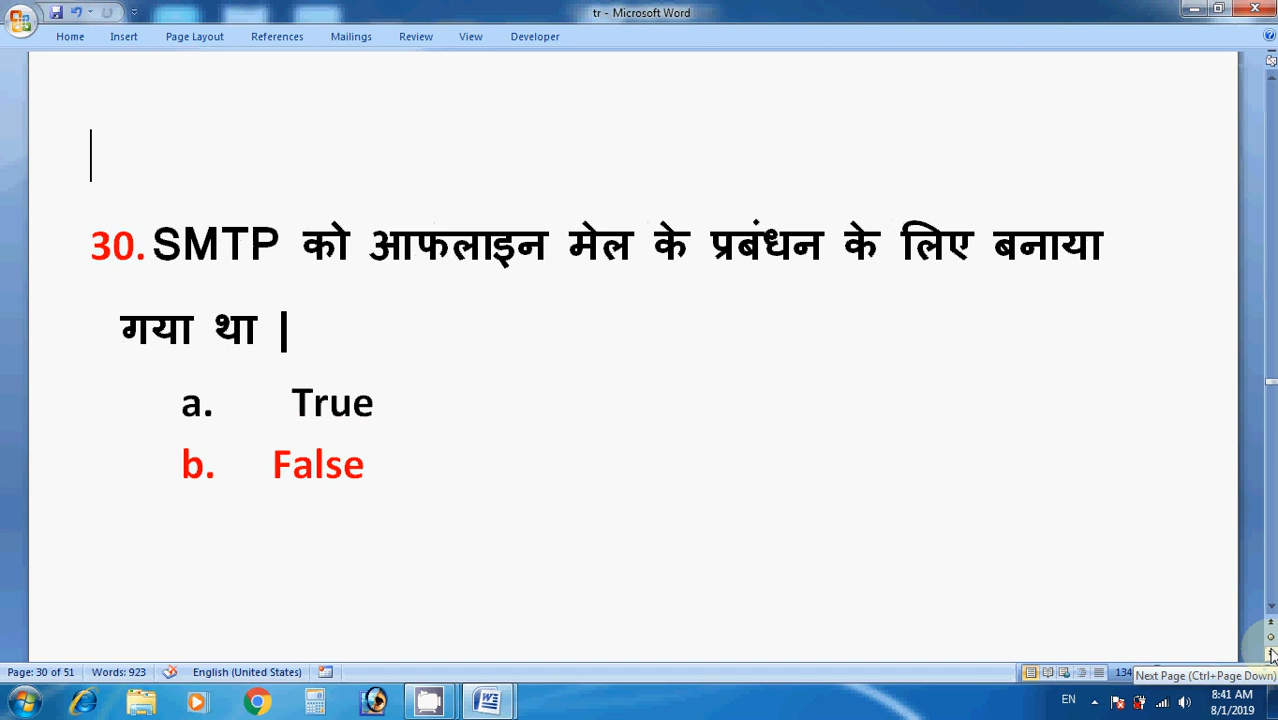 tr - Microsoft Word
Home Insert Page Layout References Mailings Review View Developer
30. SMTP को आफलाइन मेल के प्रबंधन के लिए बनाया
गया था |
a. True
b. False
Page: 30 of 51 Words: 923 English (United States) 134
Next Page (Ctrl+Page Down)
EN 8:41 AM
8/1/2019